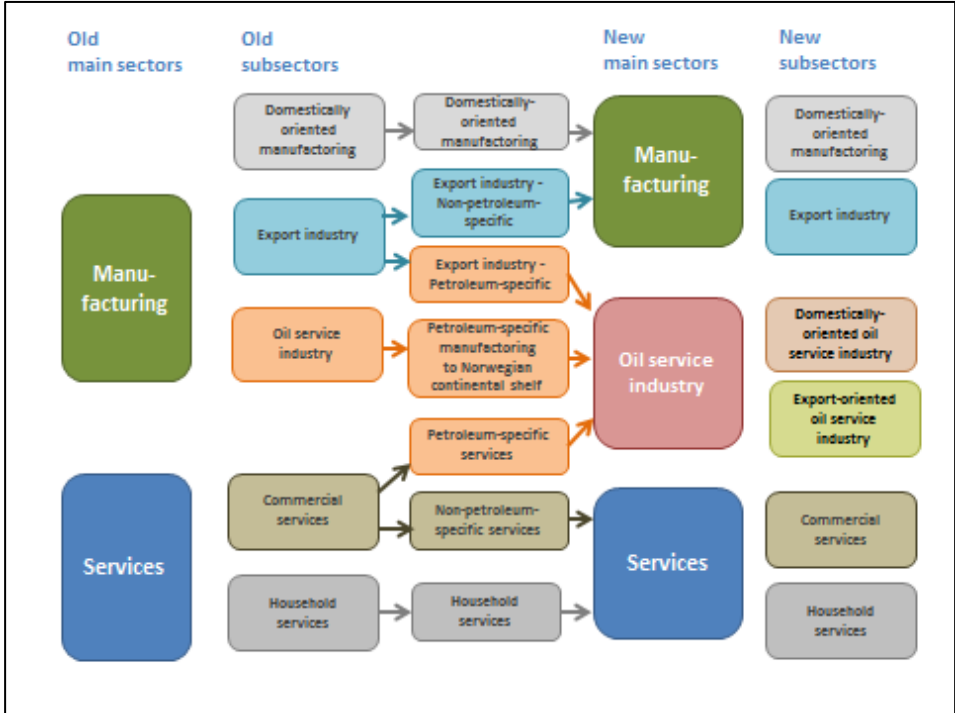 Old
main sectors
Old
subsectors
New
main sectors
New
subsectors
Manu-
facturing
Services
Domestically
oriented
manufactoring
Export industry
Oil service
industry
Commercial
services
Household
services
Domestically-
oriented
manufactoring
Export industry -
Non-petroleum-
specific
Export industry -
Petroleum-specific
Petroleum-specific
manufactoring
to Norwegian
continental shelf
Petroleum-specific
services
Non-petroleum-
specific services
Household
services
Manu-
facturing
Oil service
industry
Services
Domestically-
oriented
manufactoring
Export industry
Domestically-
oriented oil
service industry
Export-oriented
oil service
industry
Commercial
services
Household
services